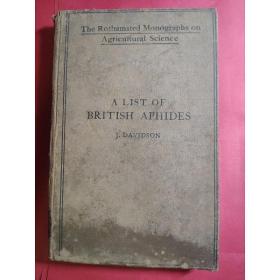 The Rothamsted Monographs on
Agricultural Science
A LIST OF
BRITISH APHIDES
J. DAVIDSON